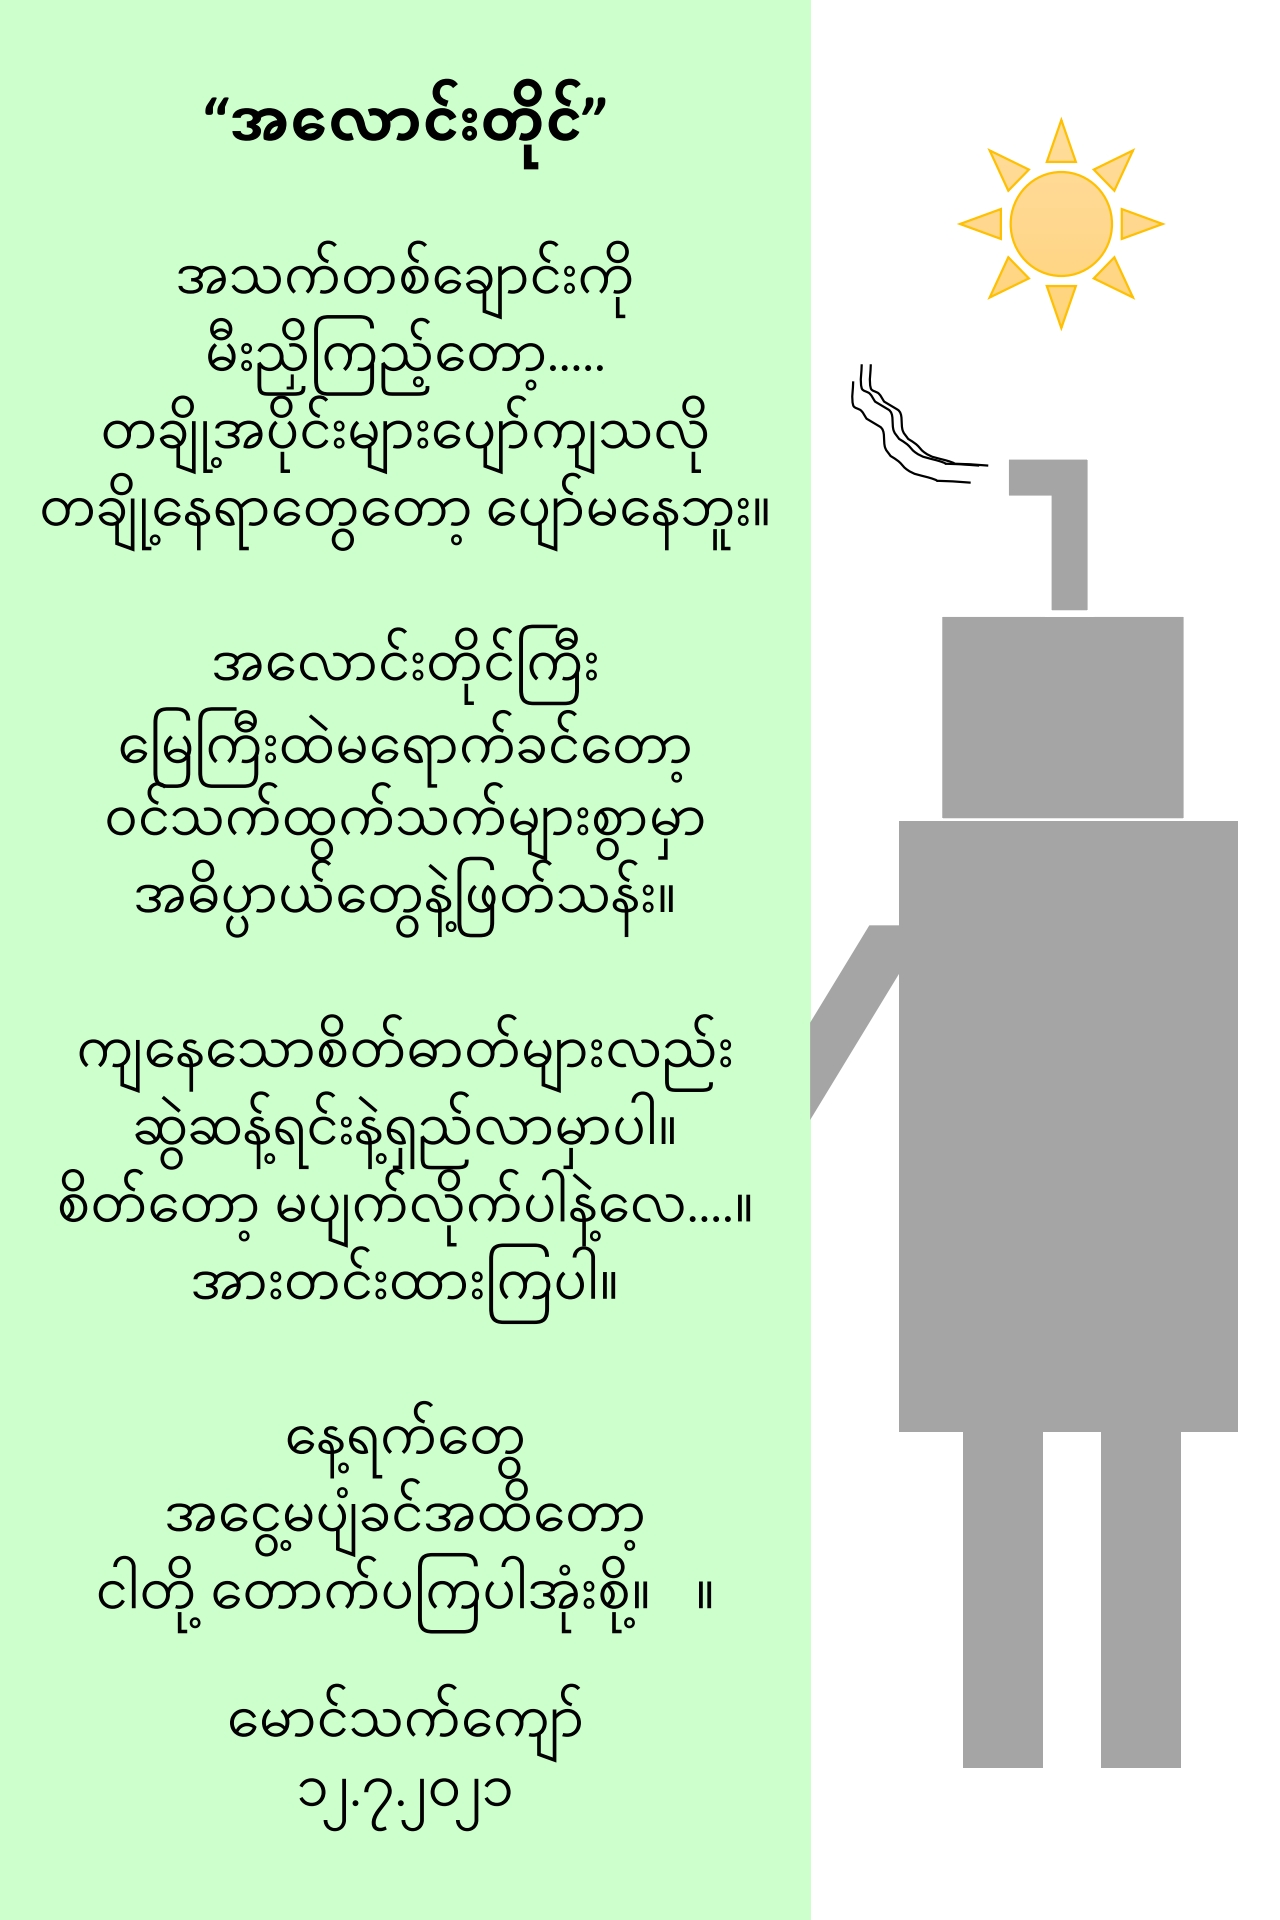 “အလောင်းတိုင်”
အသက်တစ်ချောင်းကို
မီးညှိကြည့်တော့.....
တချို့အပိုင်းများပျော်ကျသလို
တချို့နေရာတွေတော့ ပျော်မနေဘူး။
အလောင်းတိုင်ကြီး
မြေကြီးထဲမရောက်ခင်တော့
ဝင်သက်ထွက်သက်များစွာမှာ
အဓိပ္ပာယ်တွေနဲ့ဖြတ်သန်း။
ကျနေသောစိတ်ဓာတ်များလည်း
ဆွဲဆန့်ရင်းနဲ့ရှည်လာမှာပါ။
စိတ်တော့ မပျက်လိုက်ပါနဲ့လေ....။
အားတင်းထားကြပါ။
နေ့ရက်တွေ
အငွေ့မပျံခင်အထိတော့
ငါတို့ တောက်ပကြပါအုံးစို့။   ။
မောင်သက်ကျော်
၁၂.၇.၂၀၂၁